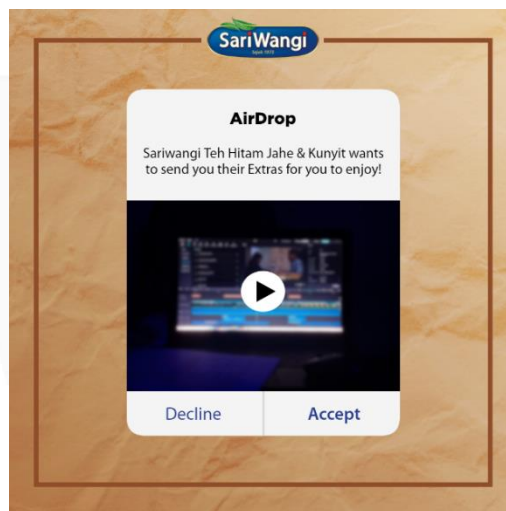 SariWangi
AirDrop
Sariwangi Teh Hitam Jahe & Kunyit wants
to send you their Extras for you to enjoy!
Decline
Accept